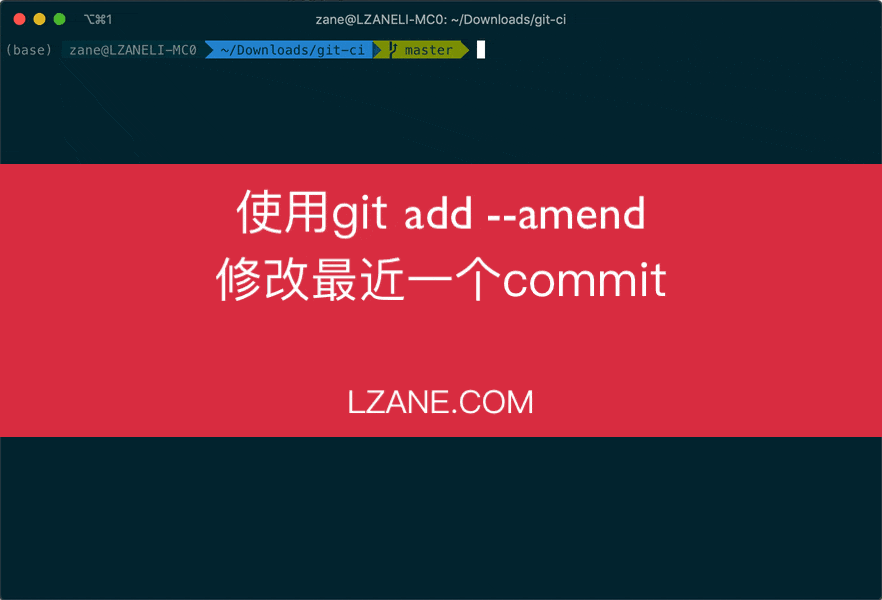 ⌥⌘1
zane@LZANELI-MC0: ~/Downloads/git-ci
(base) zane@LZANELI-MC0 ~/Downloads/git-ci master
使用git add --amend
修改最近一个commit
LZANE.COM